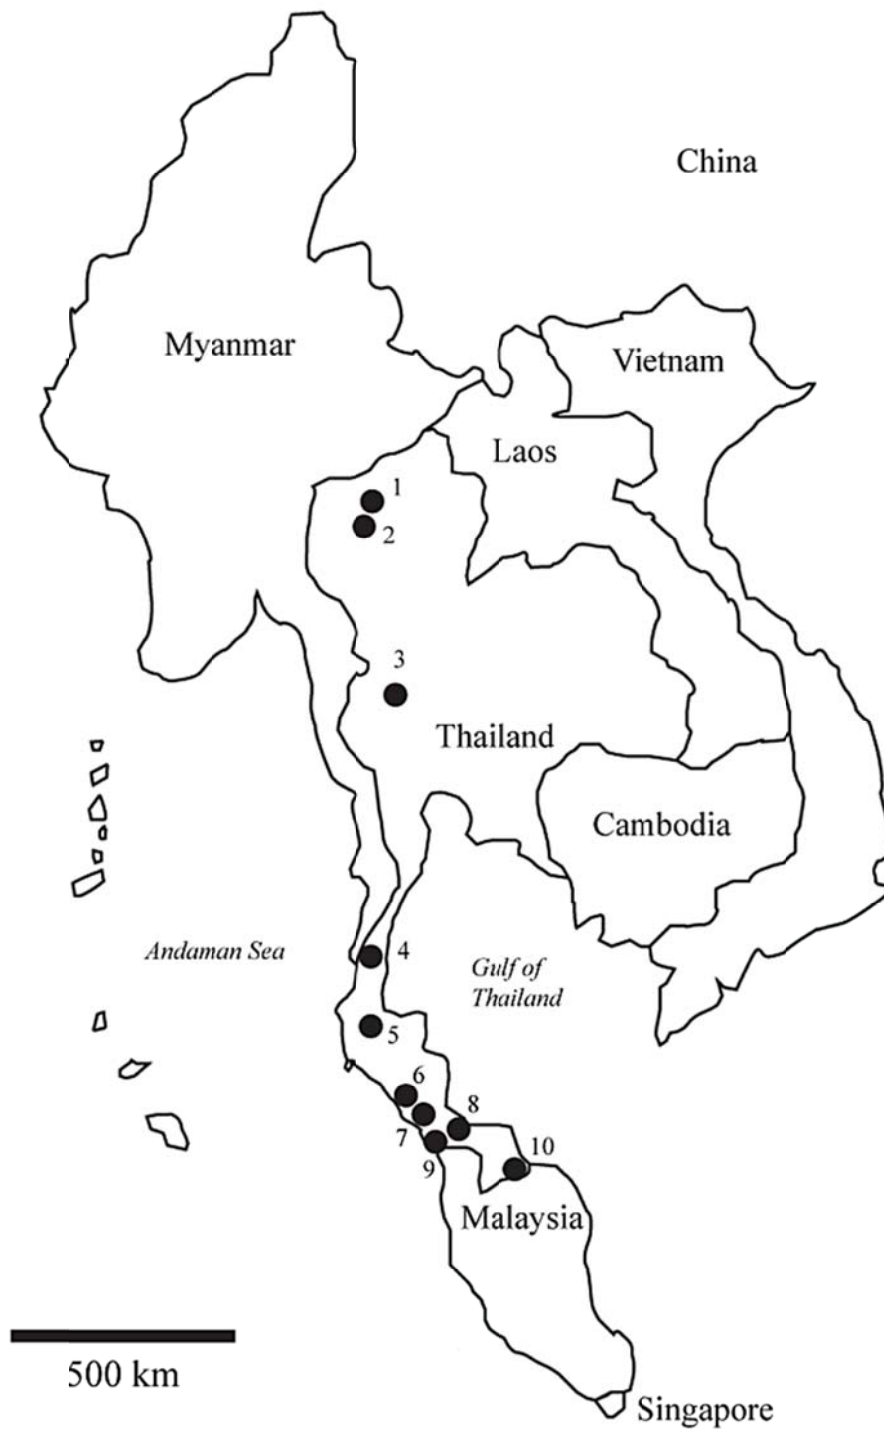 China
Myanmar
Vietnam
Laos
1
2
3
Thailand
Cambodia
Andaman Sea
4
Gulf of
Thailand
5
6
8
7
9
10
Malaysia
500 km
Singapore